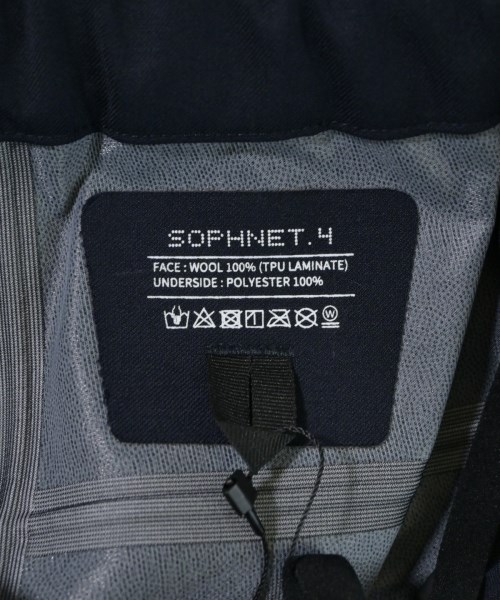 SOPHNET.4
FACE : WOOL 100% (TPU LAMINATE)
UNDERSIDE : POLYESTER 100%
W